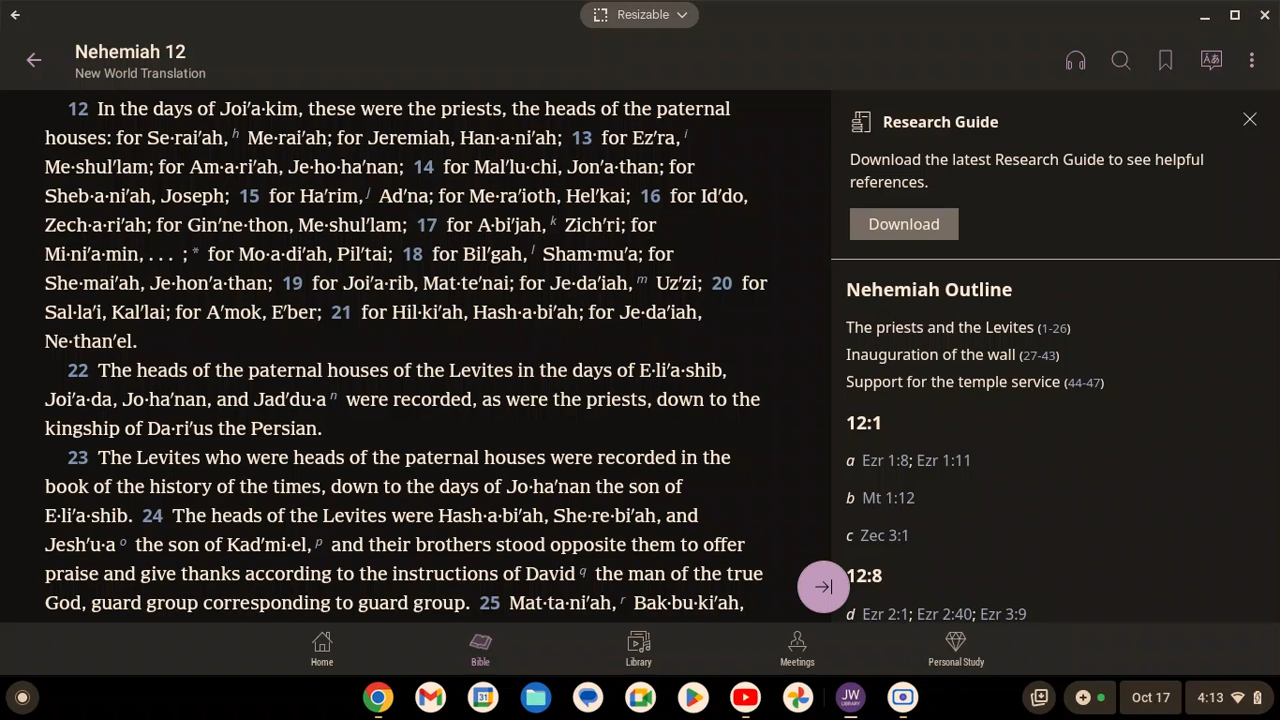 Resizable
Nehemiah 12
New World Translation
12 In the days of Joi′a·kim, these were the priests, the heads of the paternal
houses: for Se·rai′ah, h Me·rai′ah; for Jeremiah, Han·a·ni′ah; 13 for Ez′ra, i
Me·shul′lam; for Am·a·ri′ah, Je·ho·ha′nan; 14 for Mal′lu·chi, Jon′a·than; for
Sheb·a·ni′ah, Joseph; 15 for Ha′rim, j Ad′na; for Me·ra′ioth, Hel′kai; 16 for Id′do,
Zech·a·ri′ah; for Gin′ne·thon, Me·shul′lam; 17 for A·bi′jah, k Zich′ri; for
Mi·ni′a·min, . . . ; * for Mo·a·di′ah, Pil′tai; 18 for Bil′gah, l Sham·mu′a; for
She·mai′ah, Je·hon′a·than; 19 for Joi′a·rib, Mat·te′nai; for Je·da′iah, m Uz′zi; 20 for
Sal·la′i, Kal′lai; for A′mok, E′ber; 21 for Hil·ki′ah, Hash·a·bi′ah; for Je·da′iah,
Ne·than′el.
22 The heads of the paternal houses of the Levites in the days of E·li′a·shib,
Joi′a·da, Jo·ha′nan, and Jad′du·a n were recorded, as were the priests, down to the
kingship of Da·ri′us the Persian.
23 The Levites who were heads of the paternal houses were recorded in the
book of the history of the times, down to the days of Jo·ha′nan the son of
E·li′a·shib. 24 The heads of the Levites were Hash·a·bi′ah, She·re·bi′ah, and
Jesh′u·a o the son of Kad′mi·el, p and their brothers stood opposite them to offer
praise and give thanks according to the instructions of David q the man of the true
God, guard group corresponding to guard group. 25 Mat·ta·ni′ah, r Bak·bu·ki′ah,
Research Guide
Download the latest Research Guide to see helpful
references.
Download
Nehemiah Outline
The priests and the Levites (1-26)
Inauguration of the wall (27-43)
Support for the temple service (44-47)
12:1
a Ezr 1:8; Ezr 1:11
b Mt 1:12
c Zec 3:1
12:8
d Ezr 2:1; Ezr 2:40; Ezr 3:9
Home
Bible
Library
Meetings
Personal Study
31
JW
LIBRARY
Oct 17
4:13